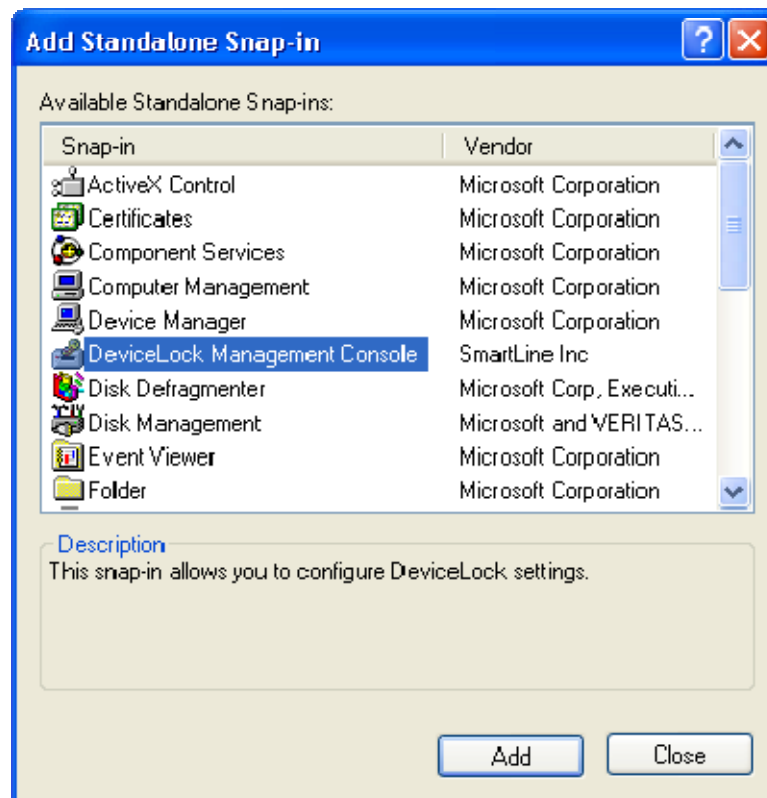 Add Standalone Snap-in
Available Standalone Snap-ins:
Snap-in Vendor
ActiveX Control Microsoft Corporation
Certificates Microsoft Corporation
Component Services Microsoft Corporation
Computer Management Microsoft Corporation
Device Manager Microsoft Corporation
DeviceLock Management Console SmartLine Inc
Disk Defragmenter Microsoft Corp, Executi...
Disk Management Microsoft and VERITAS...
Event Viewer Microsoft Corporation
Folder Microsoft Corporation
Description
This snap-in allows you to configure DeviceLock settings.
Add Close